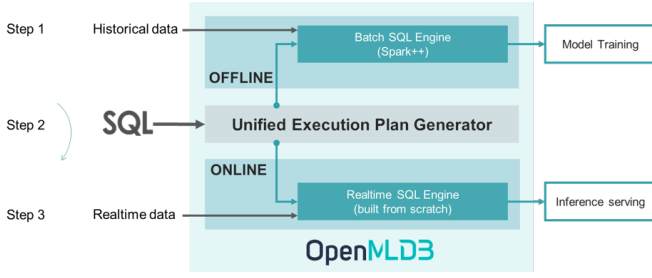 Step 1
Historical data
Batch SQL Engine
(Spark++)
Model Training
OFFLINE
Step 2
SQL
Unified Execution Plan Generator
ONLINE
Realtime SQL Engine
(built from scratch)
Inference serving
Step 3
Realtime data
OpenMLDB